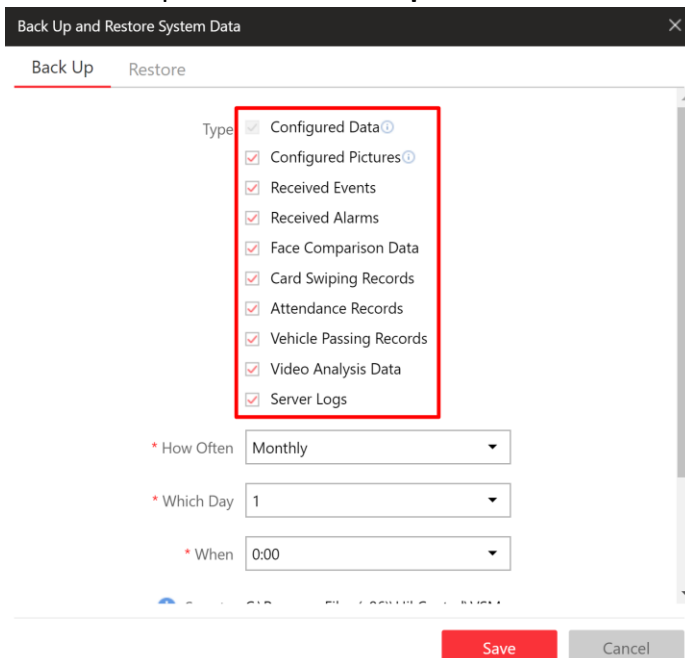 Back Up and Restore System Data
Back Up Restore
Type Configured Data
Configured Pictures
Received Events
Received Alarms
Face Comparison Data
Card Swiping Records
Attendance Records
Vehicle Passing Records
Video Analysis Data
Server Logs
* How Often Monthly
* Which Day 1
* When 0:00
Save Cancel